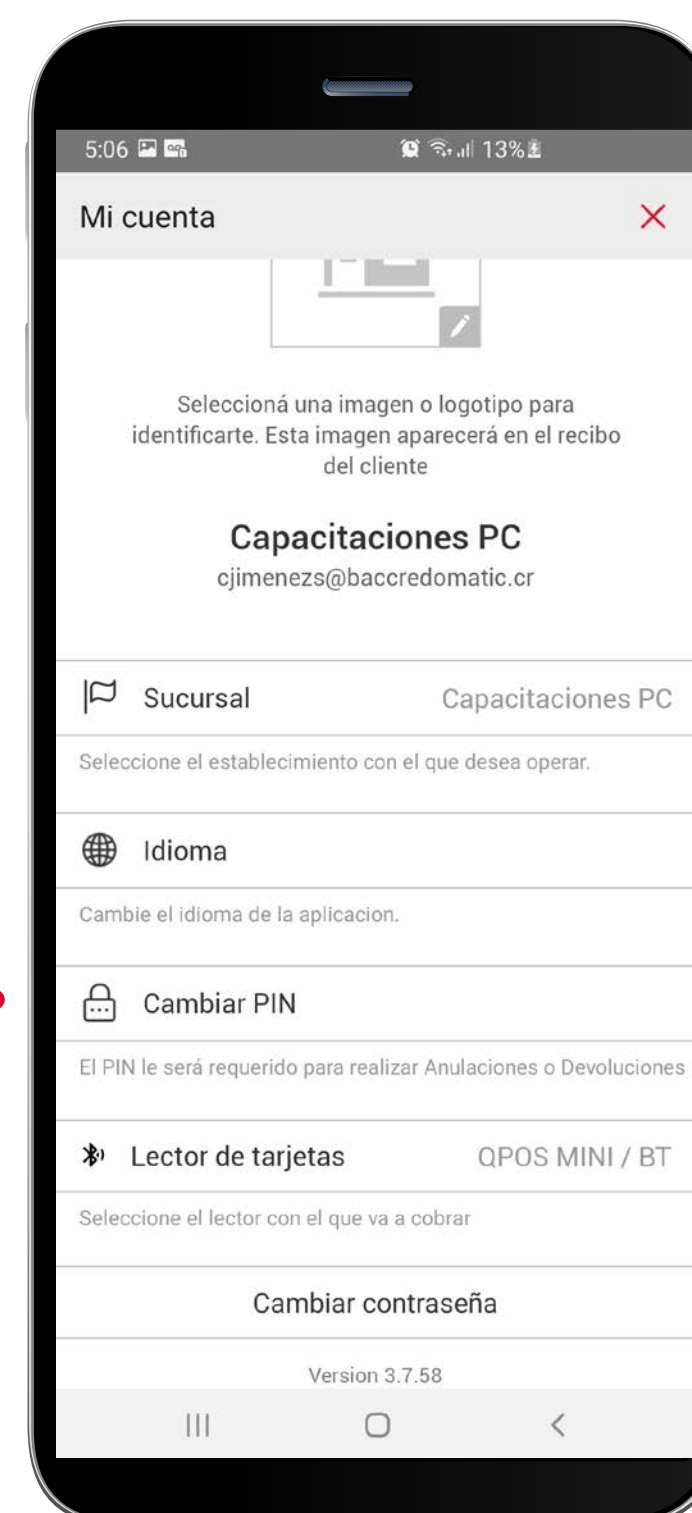 5:06
13%
Mi cuenta
Seleccioná una imagen o logotipo para
identificarte. Esta imagen aparecerá en el recibo
del cliente
Capacitaciones PC
cjimenezs@baccredomatic.cr
Sucursal Capacitaciones PC
Seleccione el establecimiento con el que desea operar.
Idioma
Cambie el idioma de la aplicacion.
Cambiar PIN
El PIN le será requerido para realizar Anulaciones o Devoluciones
Lector de tarjetas QPOS MINI / BT
Seleccione el lector con el que va a cobrar
Cambiar contraseña
Version 3.7.58